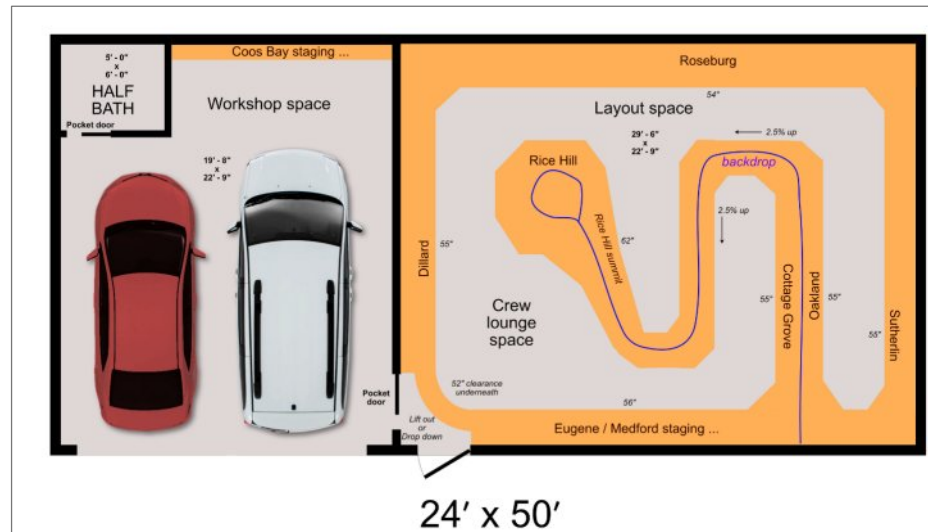 5' - 0"
x
6' - 0"
HALF
BATH
Pocket door
Coos Bay staging ...
Workshop space
19' - 8"
x
22' - 9"
Roseburg
54"
Layout space
29' - 6"
x
22' - 9"
2.5% up
backdrop
Rice Hill
2.5% up
Rice Hill summit
62"
Dillard
55"
Crew
lounge
space
Cottage Grove
55"
Oakland
55"
Sutherlin
55"
52" clearance
underneath
56"
Pocket
door
Lift out
or
Drop down
Eugene / Medford staging ...
24' x 50'